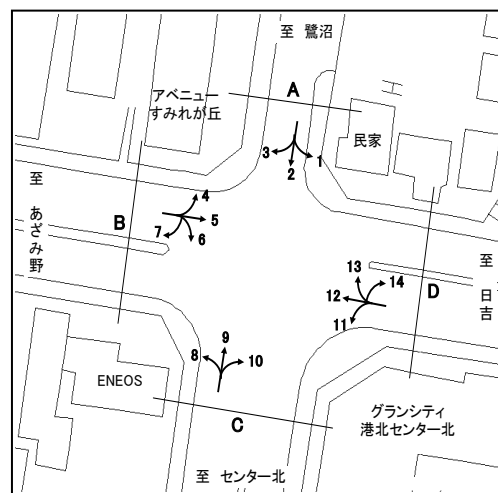 至 鷺沼
アベニュー
すみれが丘
A
民家
3
2
1
至 あざみ野
4
5
6
7
B
至 日吉
13
14
12
11
D
9
8
10
ENEOS
C
グランシティ
港北センター北
至 センター北